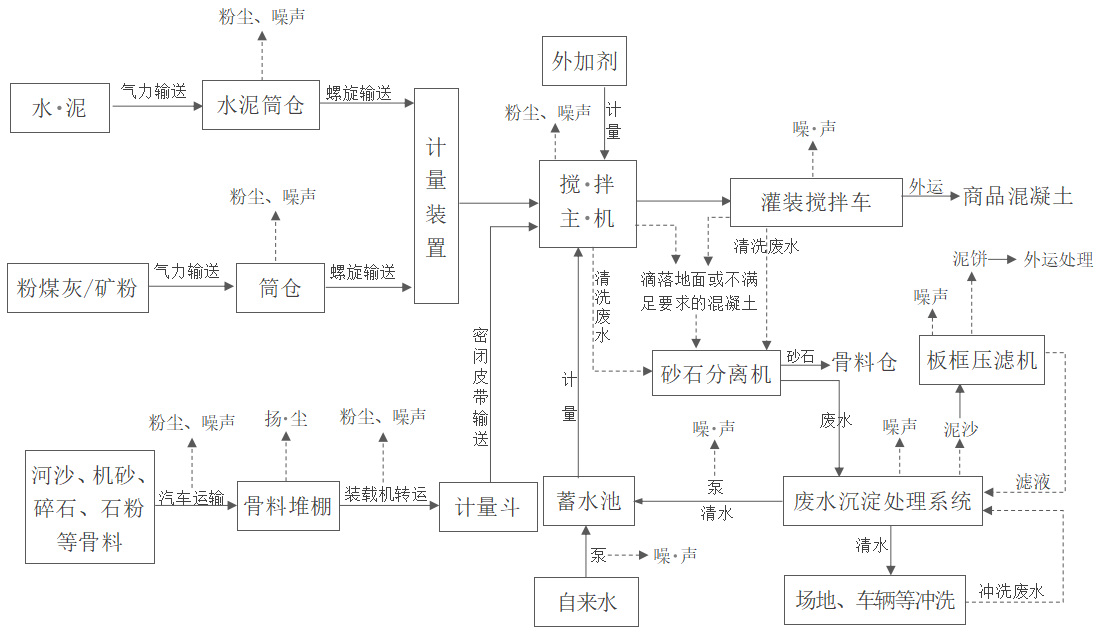 粉尘、噪声
外加剂
水·泥
气力输送
水泥筒仓
螺旋输送
计量装置
粉尘、噪声
计量
噪·声
搅·拌
主·机
灌装搅拌车
外运
商品混凝土
粉尘、噪声
清洗废水
粉煤灰/矿粉
气力输送
筒仓
螺旋输送
清洗废水
滴落地面或不满
足要求的混凝土
泥饼
外运处理
噪声
密闭皮带输送
计量
砂石分离机
砂石
骨料仓
板框压滤机
废水
粉尘、噪声
扬·尘
粉尘、噪声
噪·声
噪声
泥沙
河沙、机砂、
碎石、石粉
等骨料
汽车运输
骨料堆棚
装载机转运
计量斗
蓄水池
泵
清水
废水沉淀处理系统
滤液
泵
噪·声
清水
自来水
场地、车辆等冲洗
冲洗废水